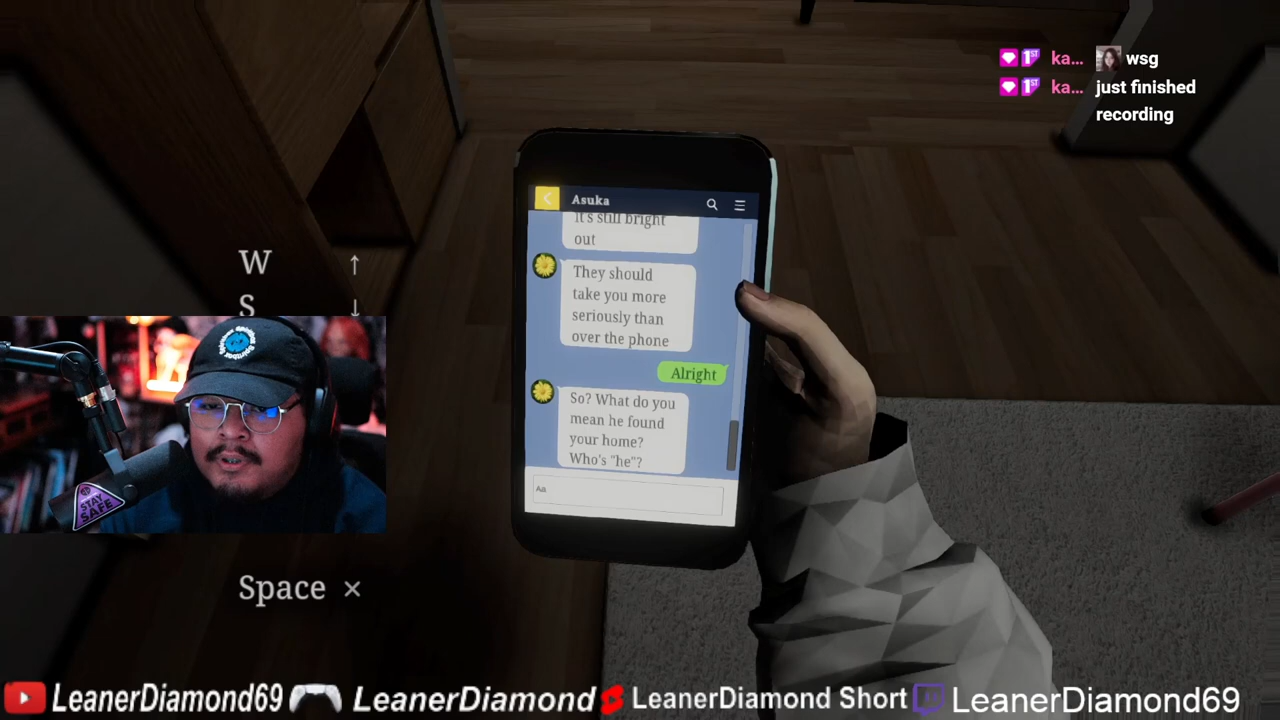 ka... wsg
ka... just finished
recording
Asuka
It's still bright
out
They should
take you more
seriously than
over the phone
Alright
So? What do you
mean he found
your home?
Who's "he"?
Aa
W ↑
S ↓
STAY
SAFE
Space ×
LeanerDiamond69 LeanerDiamond LeanerDiamond Short LeanerDiamond69